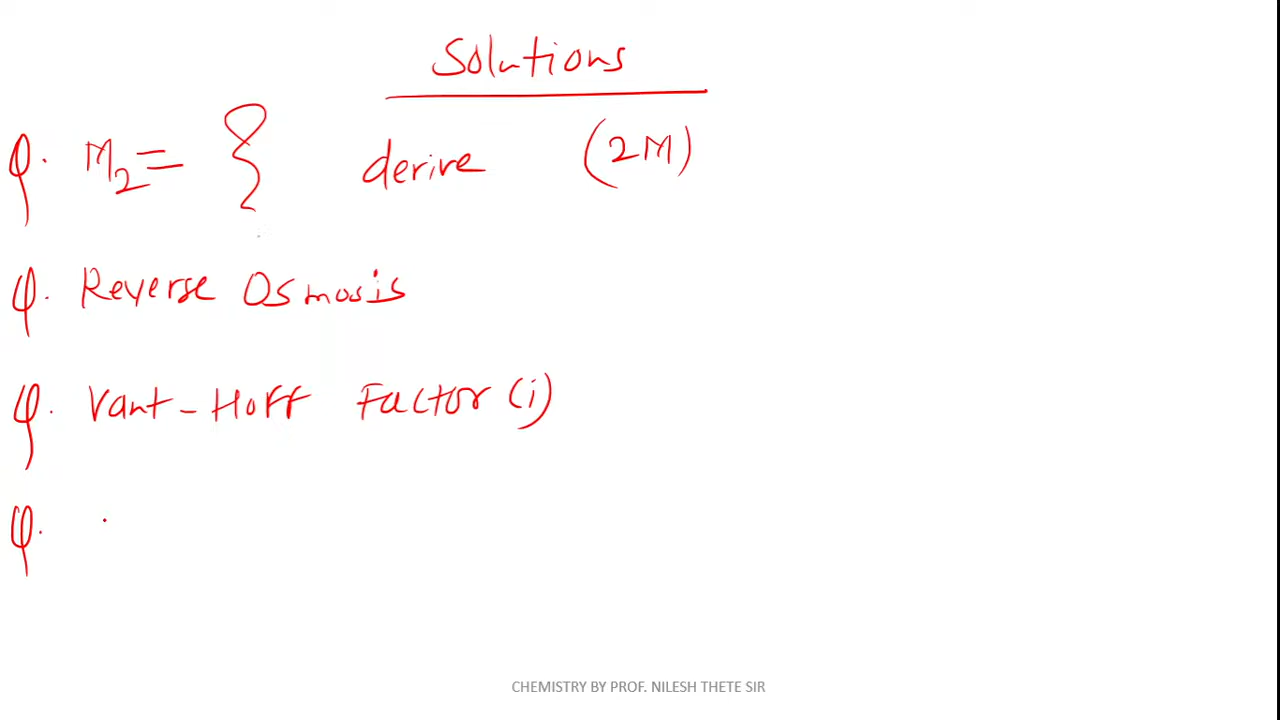 Solutions
Q. M2 = { derive (2M)
Q. Reverse Osmosis
Q. Vant-Hoff Factor (i)
Q.
CHEMISTRY BY PROF. NILESH THETE SIR